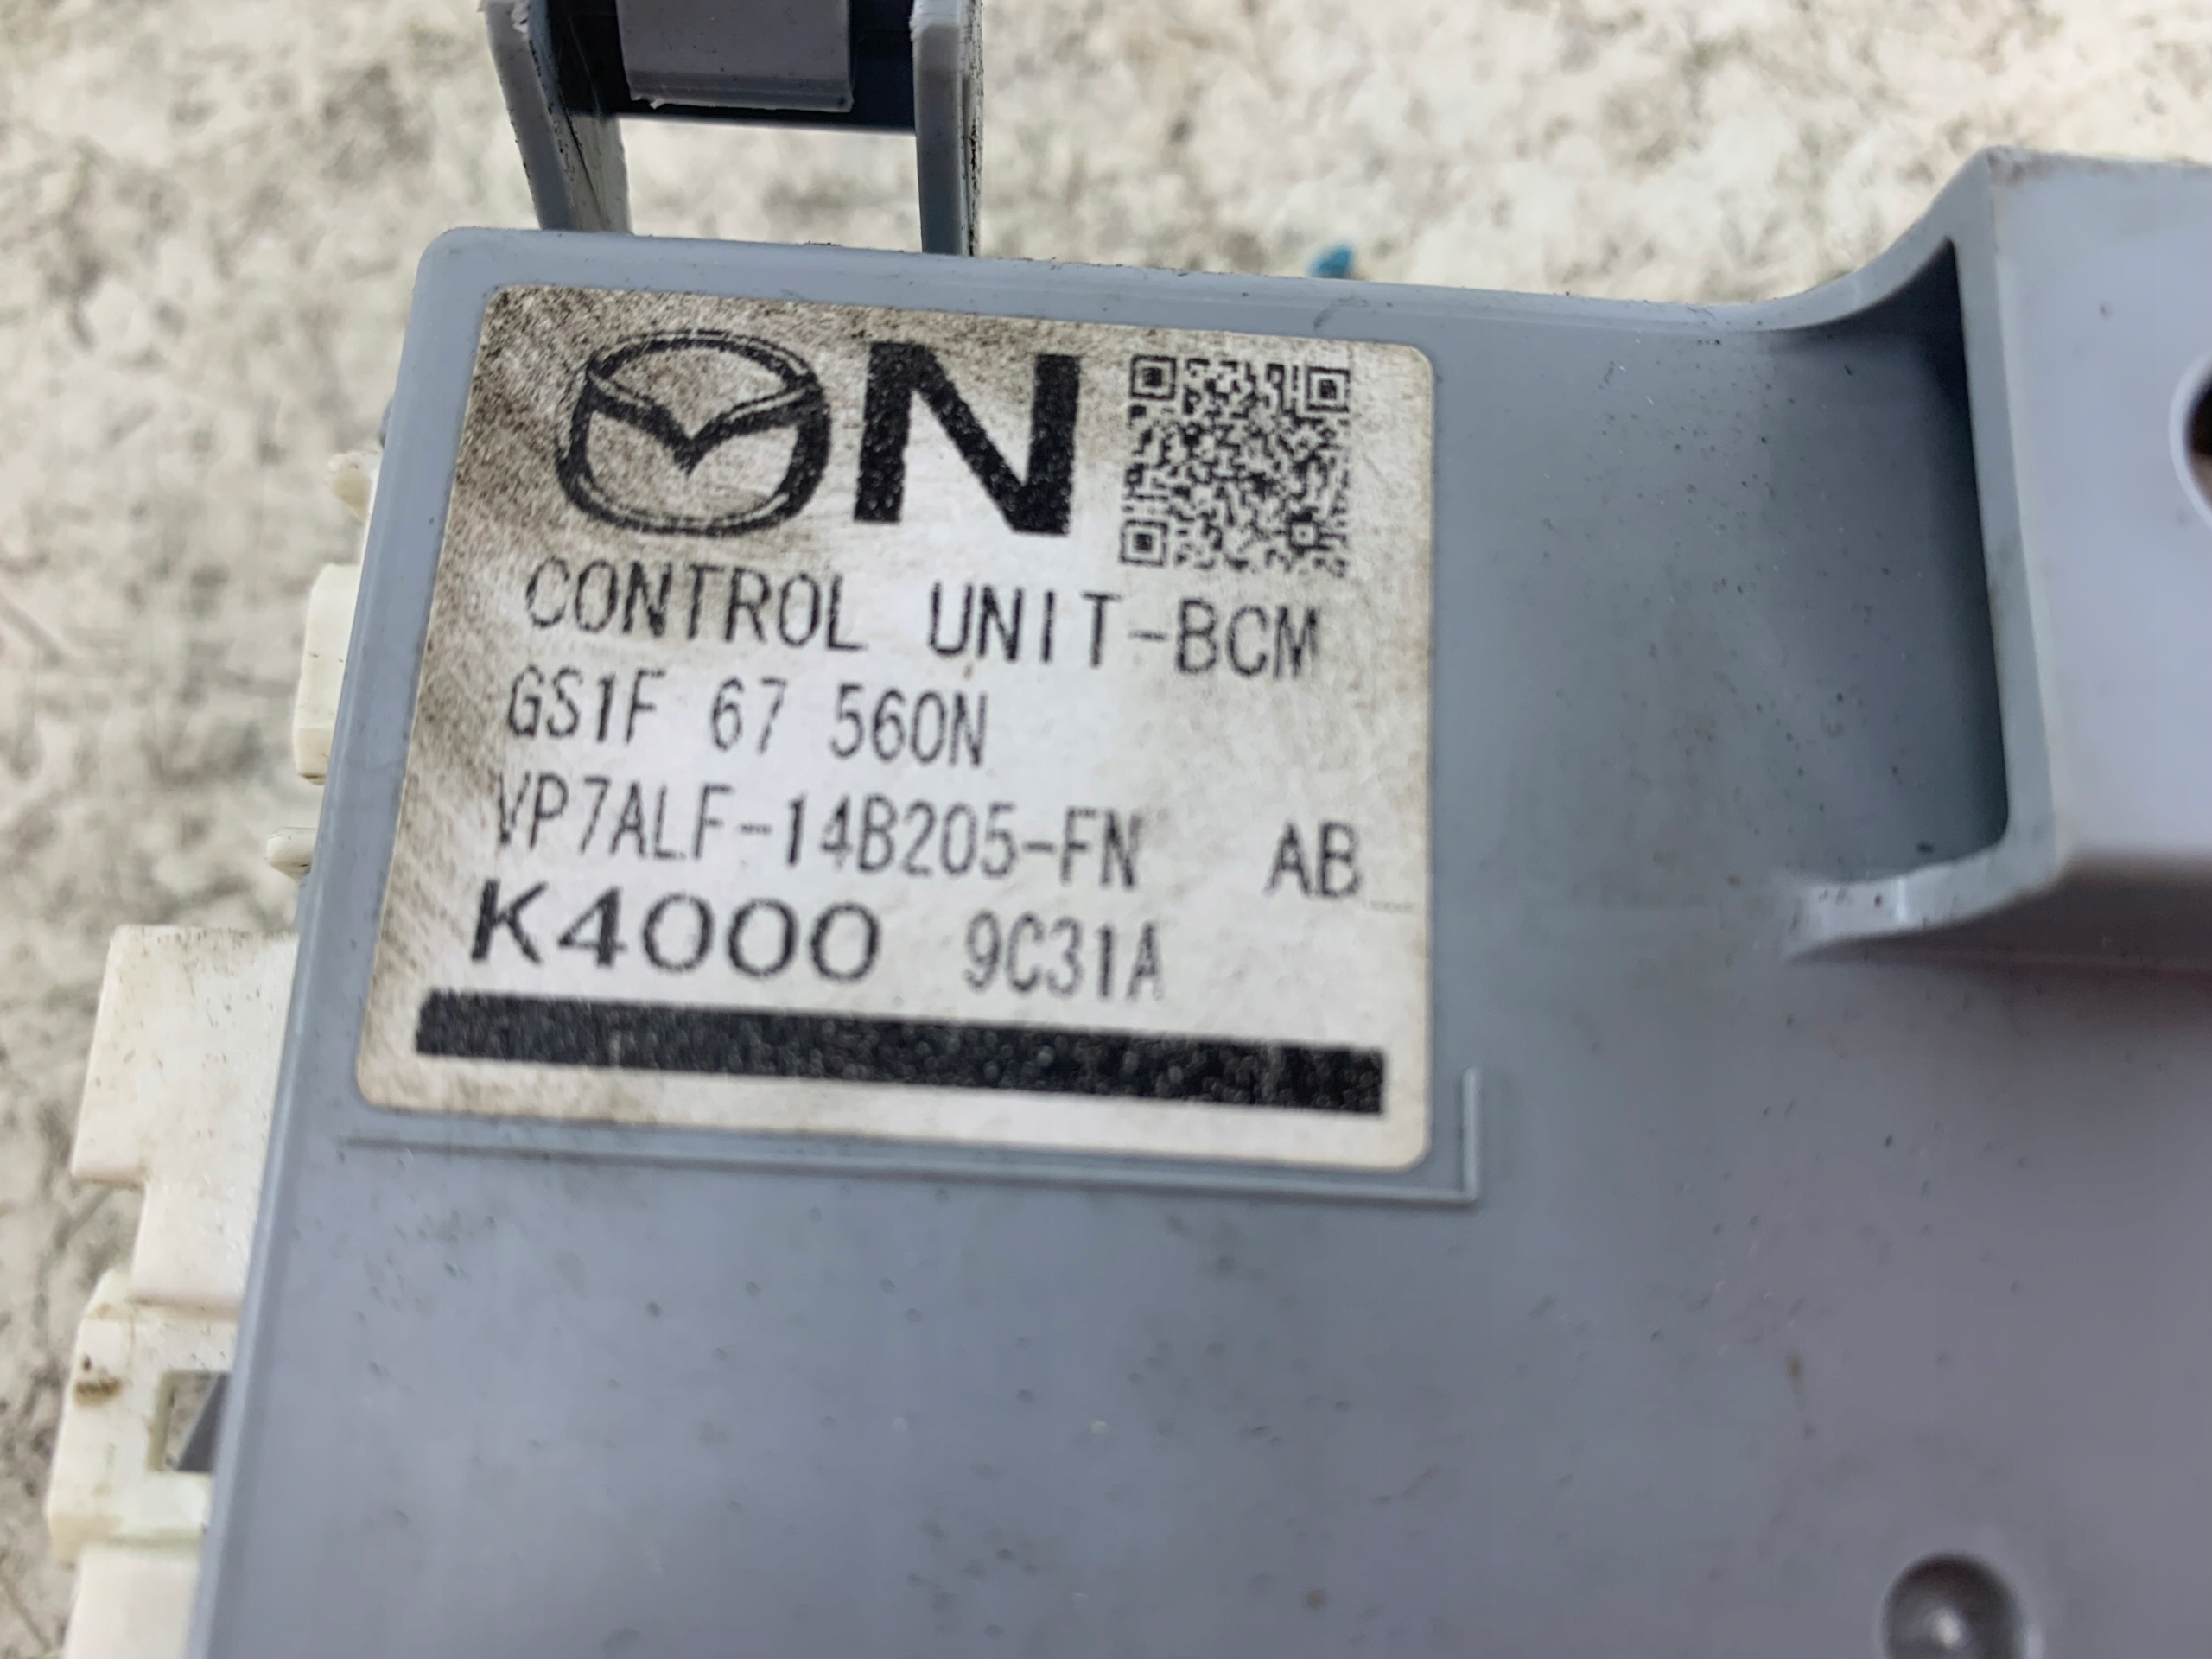 N
CONTROL UNIT-BCM
GS1F 67 560N
VP7ALF-14B205-FN AB
K4000 9C31A